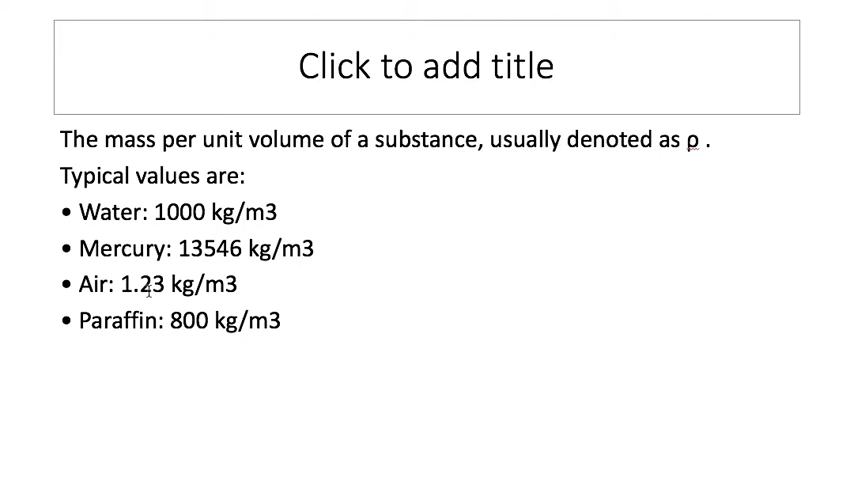 Click to add title
The mass per unit volume of a substance, usually denoted as ρ .
Typical values are:
• Water: 1000 kg/m3
• Mercury: 13546 kg/m3
• Air: 1.23 kg/m3
• Paraffin: 800 kg/m3